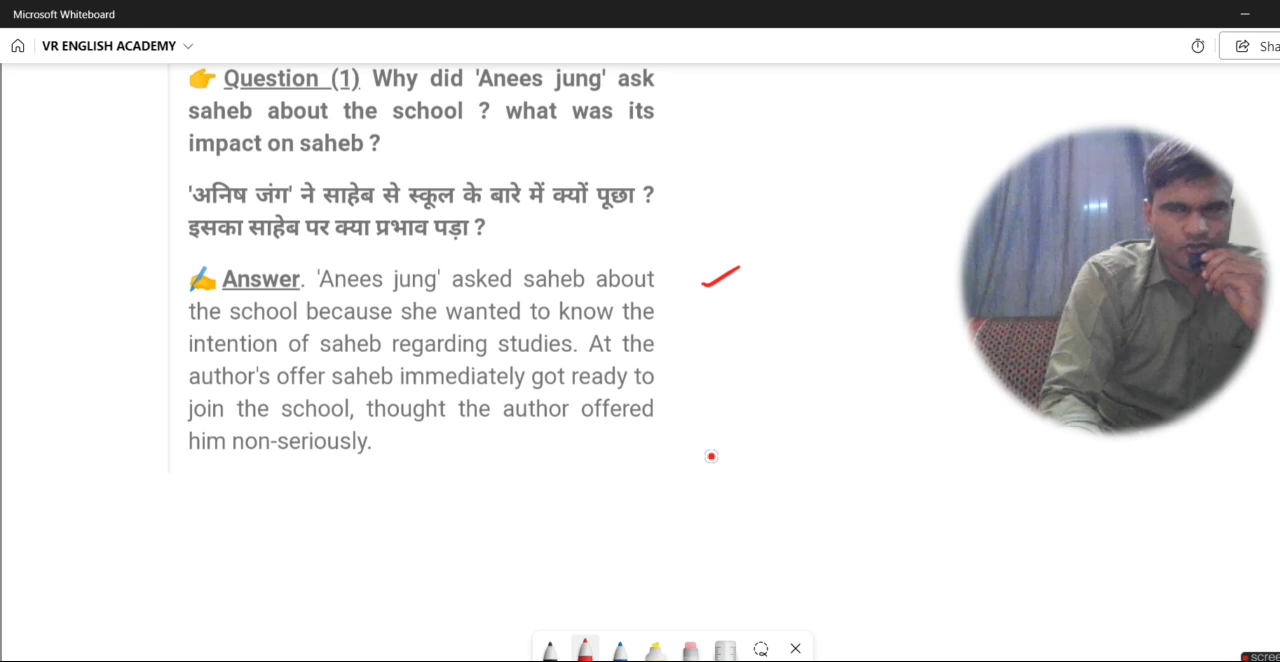 Microsoft Whiteboard
VR ENGLISH ACADEMY
Sha
👉 Question (1) Why did 'Anees jung' ask
saheb about the school ? what was its
impact on saheb ?
'अनिष जंग' ने साहेब से स्कूल के बारे में क्यों पूछा ?
इसका साहेब पर क्या प्रभाव पड़ा ?
✍️ Answer. 'Anees jung' asked saheb about
the school because she wanted to know the
intention of saheb regarding studies. At the
author's offer saheb immediately got ready to
join the school, thought the author offered
him non-seriously.
scree